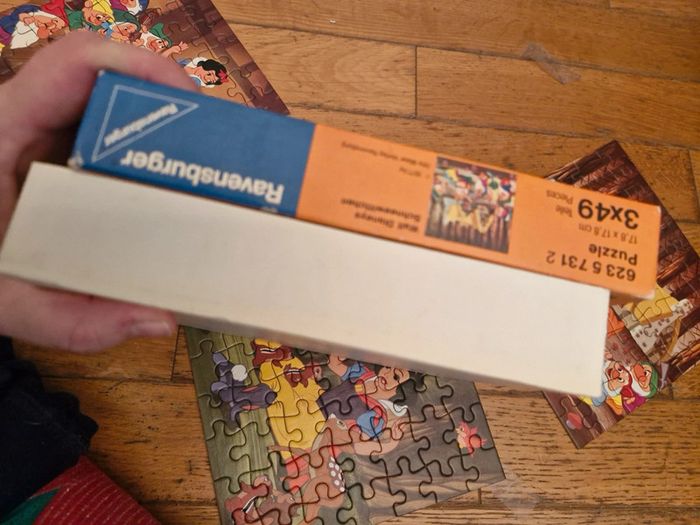 623 5 731 2
Puzzle
3x49 Teile
Pieces
17,8 x 17,8 cm
Walt Disneys
Schneewittchen
Ravensburger
Ravensburger